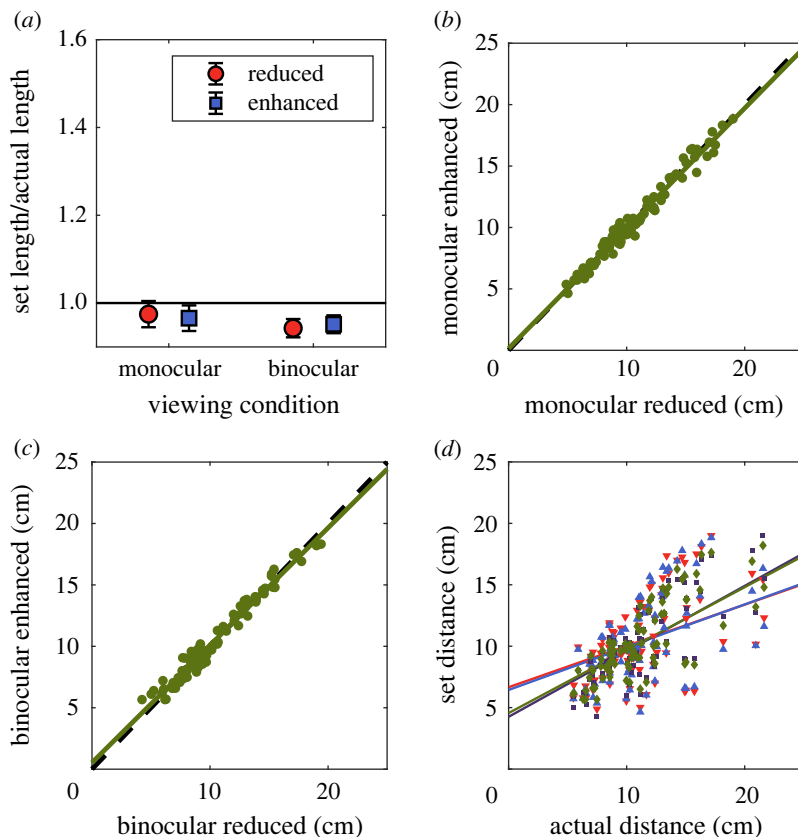 (a)
1.6
1.4
1.2
1.0
set length/actual length
reduced
enhanced
monocular binocular
viewing condition
(b)
25
20
15
10
5
0
monocular enhanced (cm)
10 20
monocular reduced (cm)
(c)
25
20
15
10
5
0
binocular enhanced (cm)
10 20
binocular reduced (cm)
(d)
25
20
15
10
5
0
set distance (cm)
10 20
actual distance (cm)